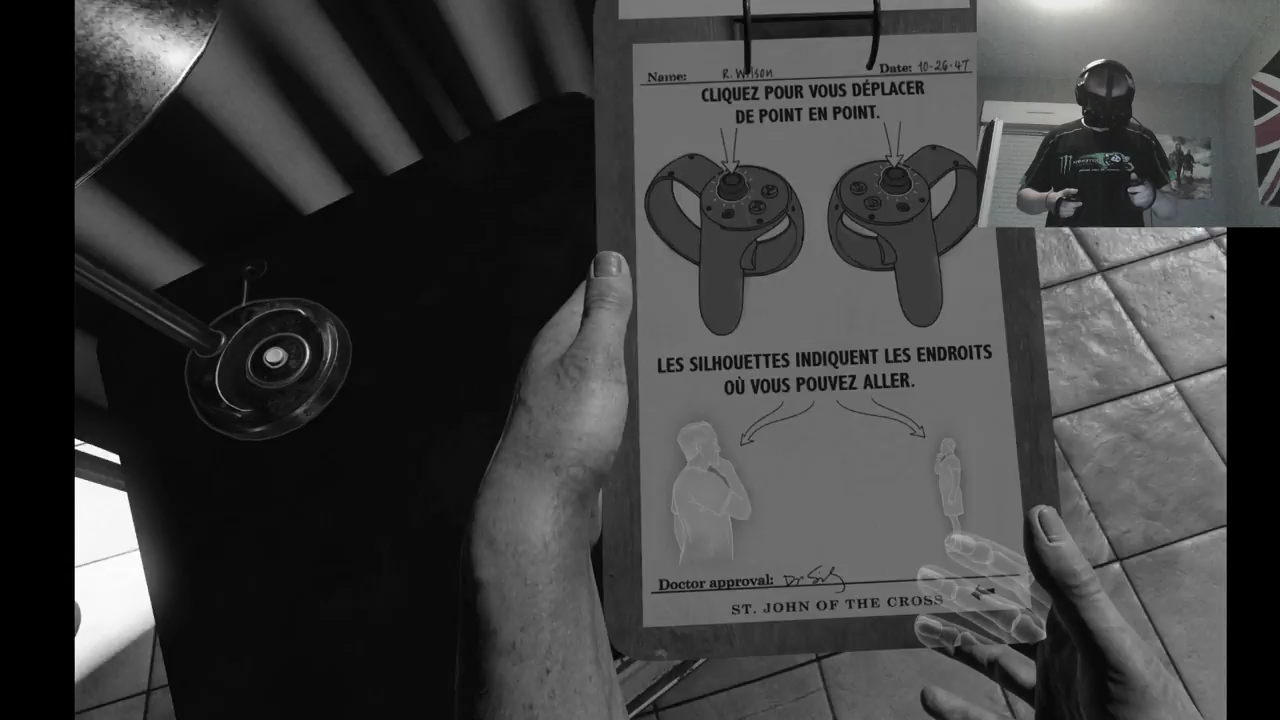 Name: R. Wilson Date: 10-26-47
CLIQUEZ POUR VOUS DÉPLACER
DE POINT EN POINT.
LES SILHOUETTES INDIQUENT LES ENDROITS
OÙ VOUS POUVEZ ALLER.
Doctor approval:
ST. JOHN OF THE CROSS